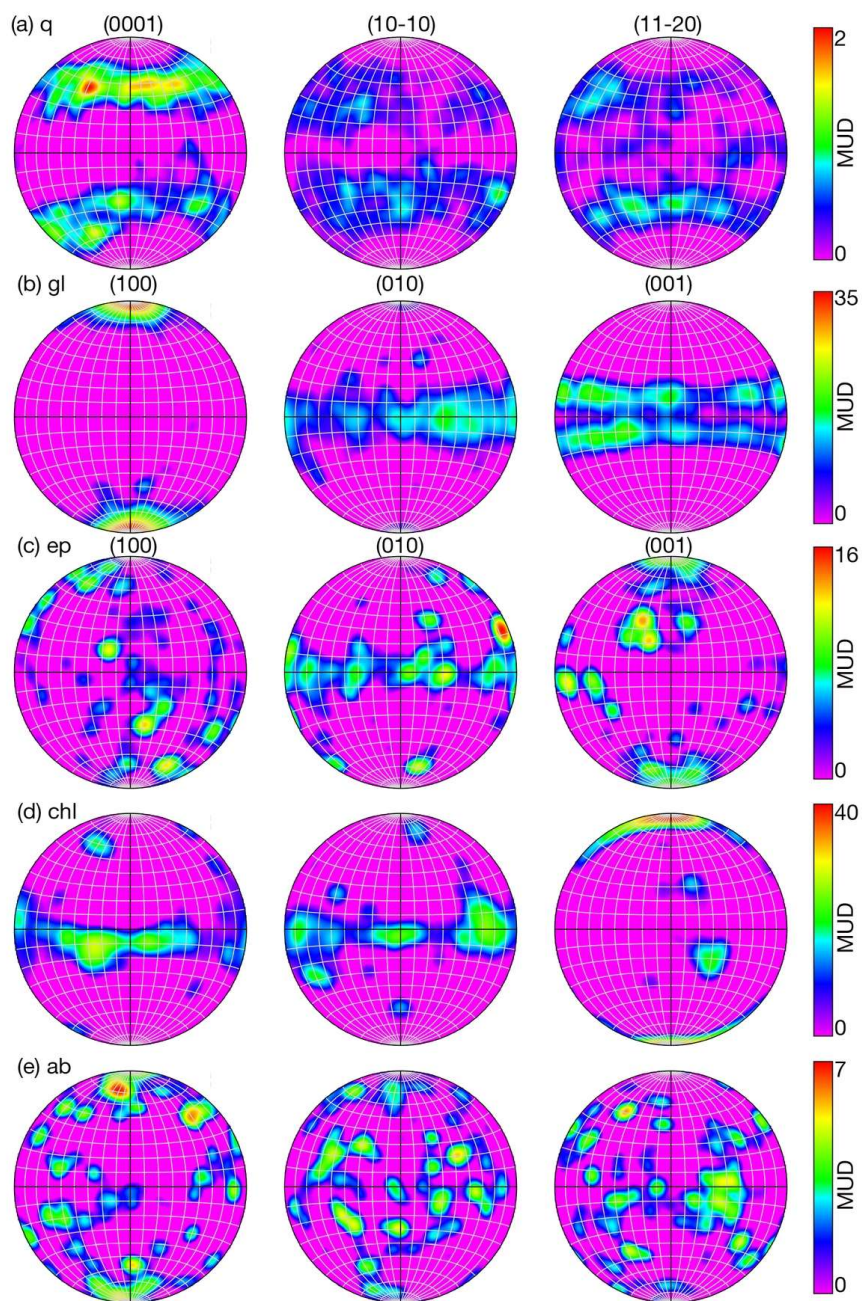 (a) q (0001) (10-10) (11-20) 2
MUD
0
(b) gl (100) (010) (001) 35
MUD
0
(c) ep (100) (010) (001) 16
MUD
0
(d) chl 40
MUD
0
(e) ab 7
MUD
0